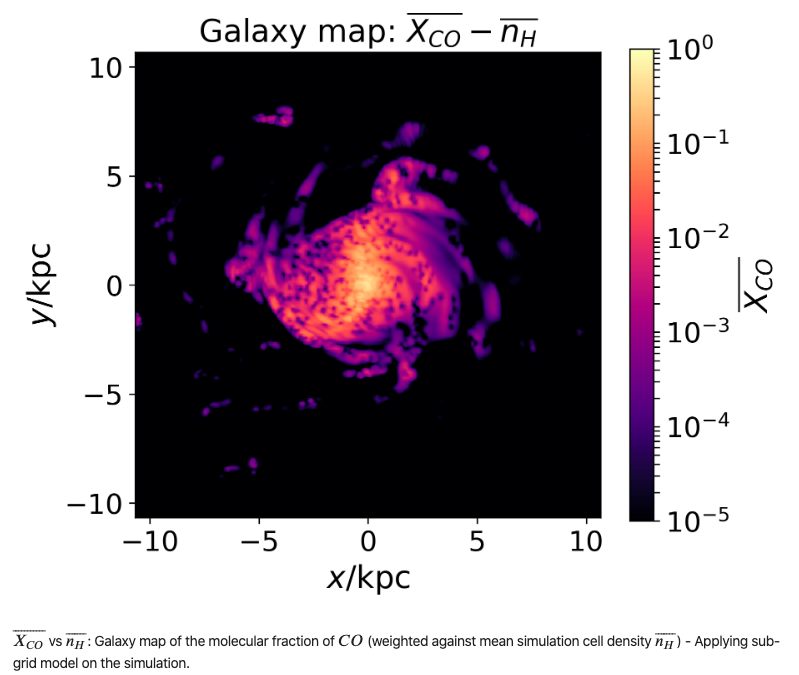 Galaxy map: $\overline{X_{CO}} - \overline{n_H}$
10
5
0
−5
−10
−10 −5 0 5 10
x/kpc
y/kpc
10⁰
10⁻¹
10⁻²
10⁻³
10⁻⁴
10⁻⁵
$\overline{X_{CO}}$
$\overline{X_{CO}}$ vs $\overline{n_H}$: Galaxy map of the molecular fraction of CO (weighted against mean simulation cell density $\overline{n_H}$) - Applying sub-
grid model on the simulation.